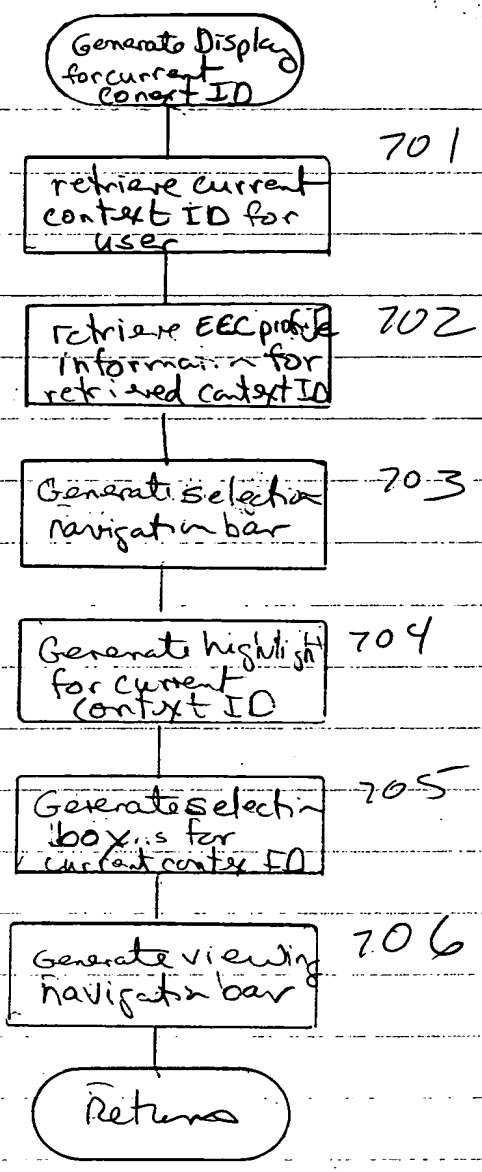 Generate Display
for current
conext ID
701
retrieve current
context ID for
user
702
retrieve EEC profile
information for
retrieved context ID
703
Generate selection
navigation bar
704
Generate highlight
for current
context ID
705
Generate selection
for
current contex ID
706
Generate viewing
navigation bar
Return